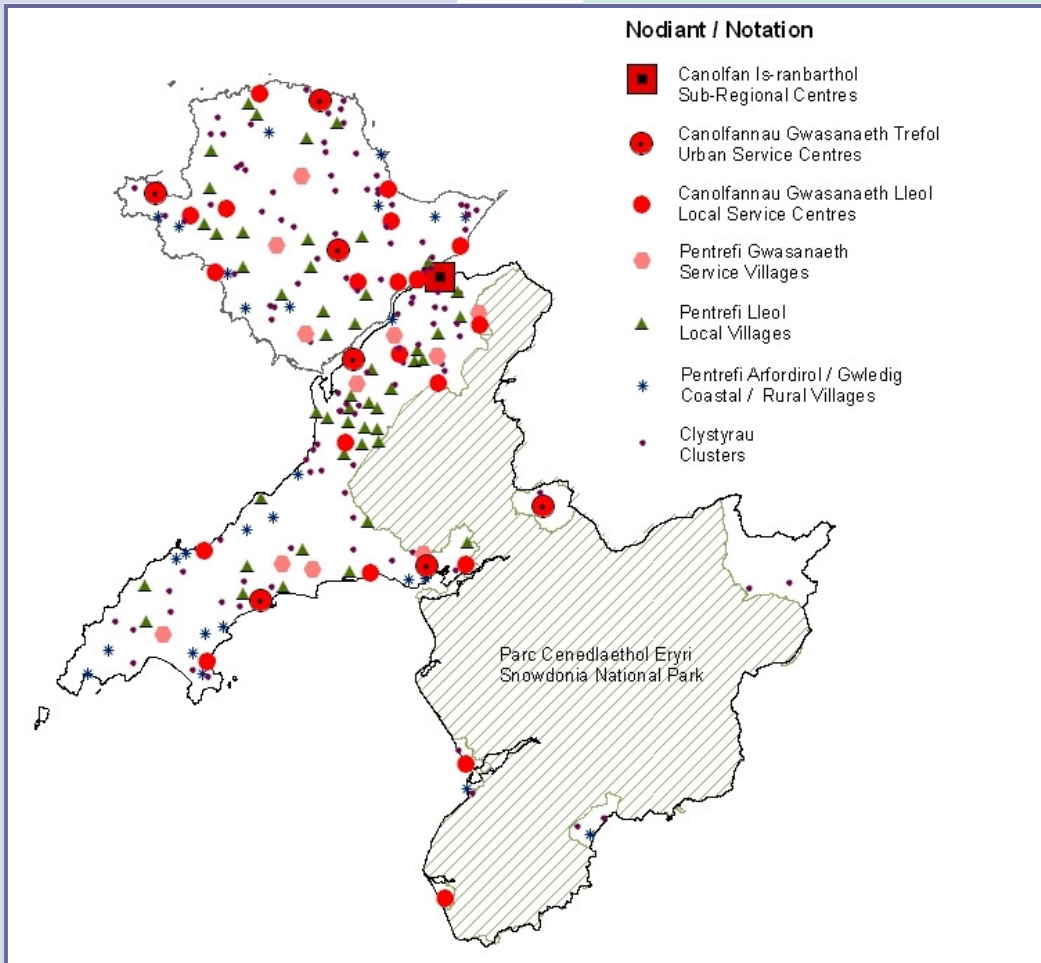 Nodiant / Notation
Canolfan Is-ranbarthol
Sub-Regional Centres
Canolfannau Gwasanaeth Trefol
Urban Service Centres
Canolfannau Gwasanaeth Lleol
Local Service Centres
Pentrefi Gwasanaeth
Service Villages
Pentrefi Lleol
Local Villages
Pentrefi Arfordirol / Gwledig
Coastal / Rural Villages
Clystyrau
Clusters
Parc Cenedlaethol Eryri
Snowdonia National Park